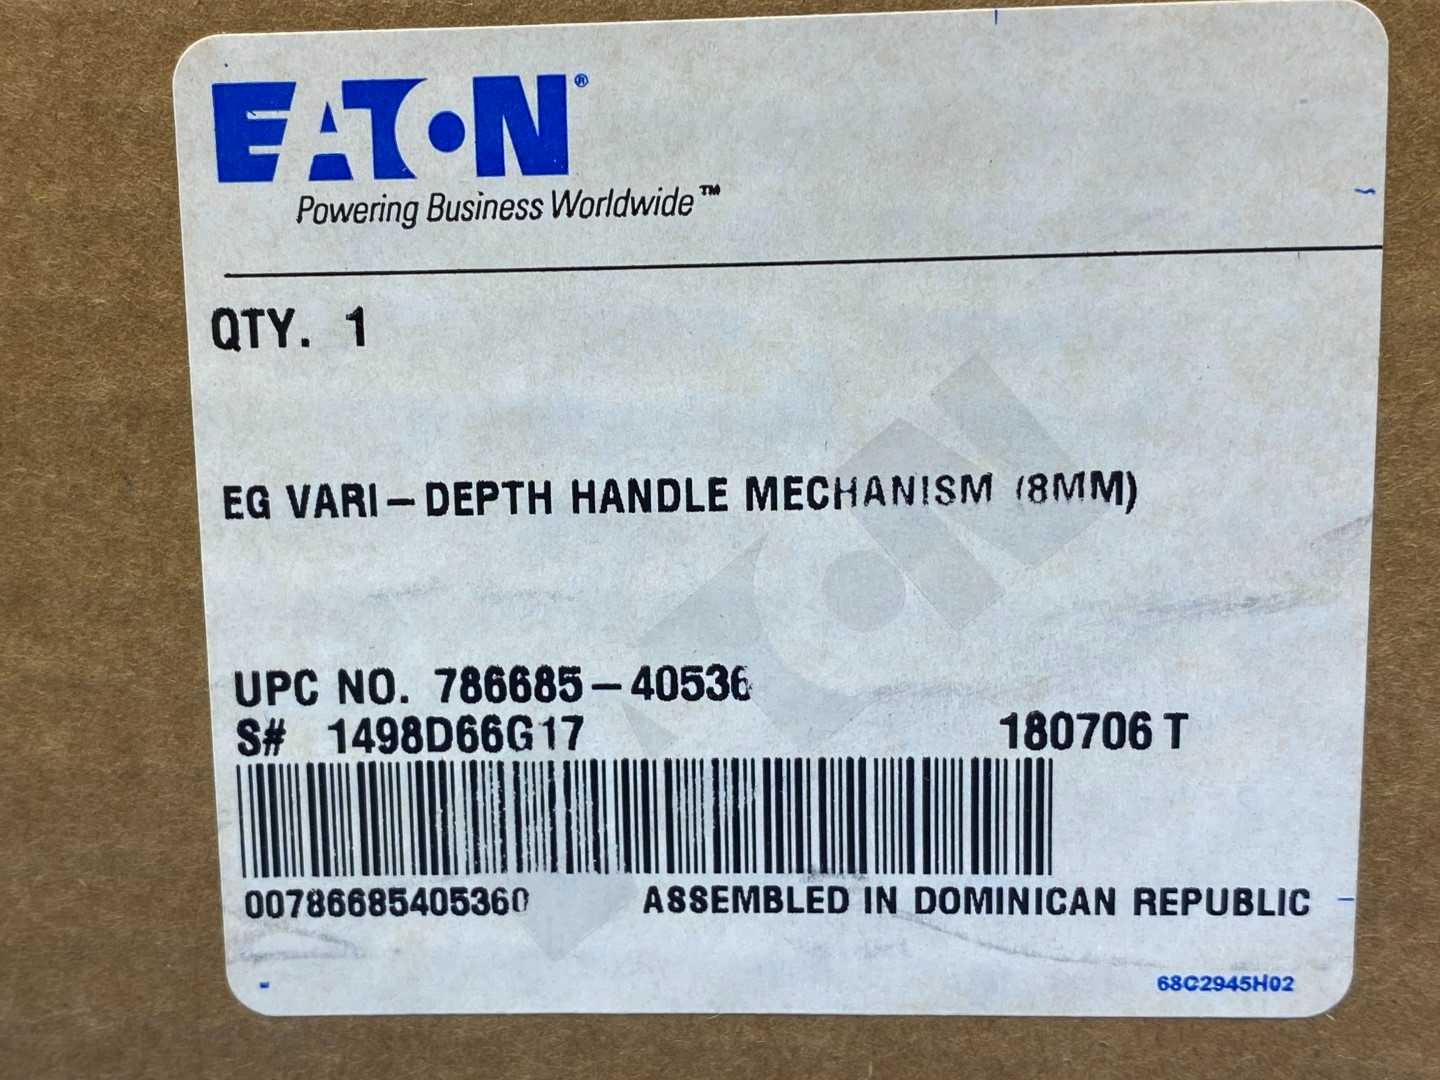 EATON®
Powering Business Worldwide™
QTY. 1
EG VARI-DEPTH HANDLE MECHANISM (8MM)
UPC NO. 786685-40536
S# 1498D66G17 180706 T
00786685405360 ASSEMBLED IN DOMINICAN REPUBLIC
68C2945H02